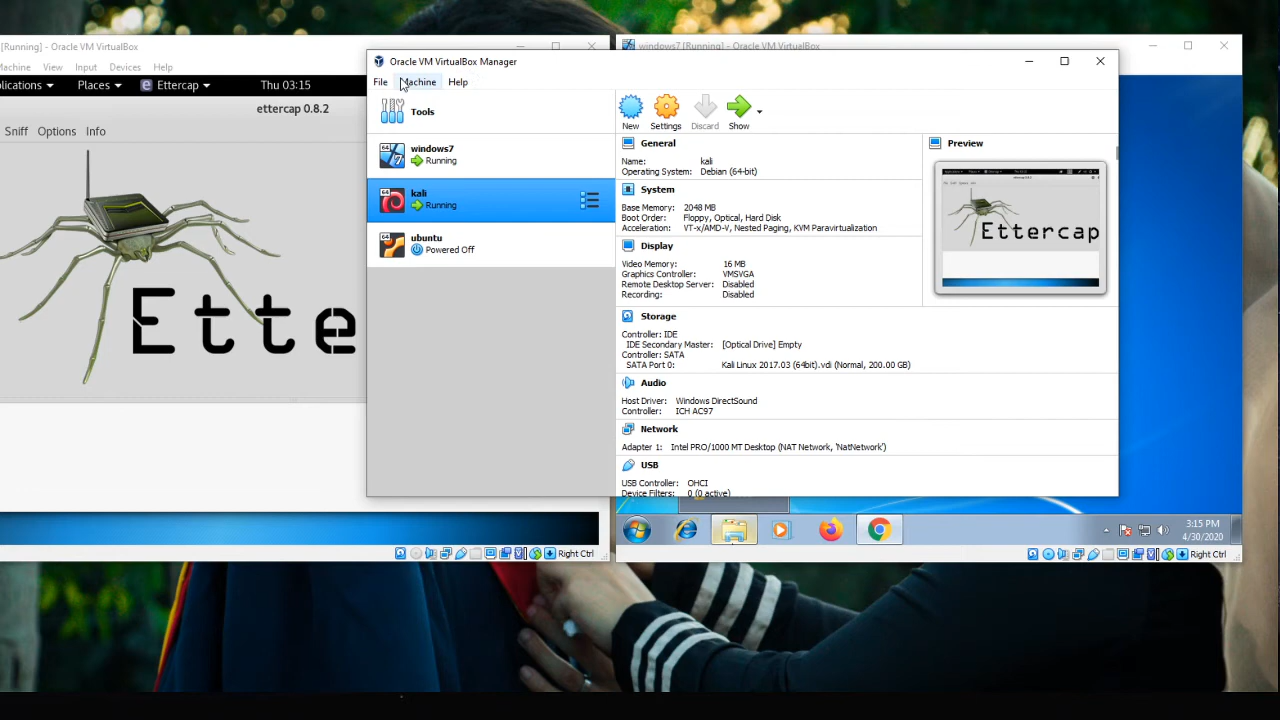 [Running] - Oracle VM VirtualBox
Machine View Input Devices Help
lications Places Ettercap Thu 03:15
ettercap 0.8.2
Sniff Options Info
Ette
Oracle VM VirtualBox Manager
File Machine Help
Tools
windows7
Running
kali
Running
ubuntu
Powered Off
New Settings Discard Show
General
Name: kali
Operating System: Debian (64-bit)
System
Base Memory: 2048 MB
Boot Order: Floppy, Optical, Hard Disk
Acceleration: VT-x/AMD-V, Nested Paging, KVM Paravirtualization
Display
Video Memory: 16 MB
Graphics Controller: VMSVGA
Remote Desktop Server: Disabled
Recording: Disabled
Storage
Controller: IDE
IDE Secondary Master: [Optical Drive] Empty
Controller: SATA
SATA Port 0: Kali Linux 2017.03 (64bit).vdi (Normal, 200.00 GB)
Audio
Host Driver: Windows DirectSound
Controller: ICH AC97
Network
Adapter 1: Intel PRO/1000 MT Desktop (NAT Network, 'NatNetwork')
USB
USB Controller: OHCI
Device Filters: 0 (0 active)
Preview
Ettercap
windows7 [Running] - Oracle VM VirtualBox
3:15 PM
4/30/2020
Right Ctrl
Right Ctrl